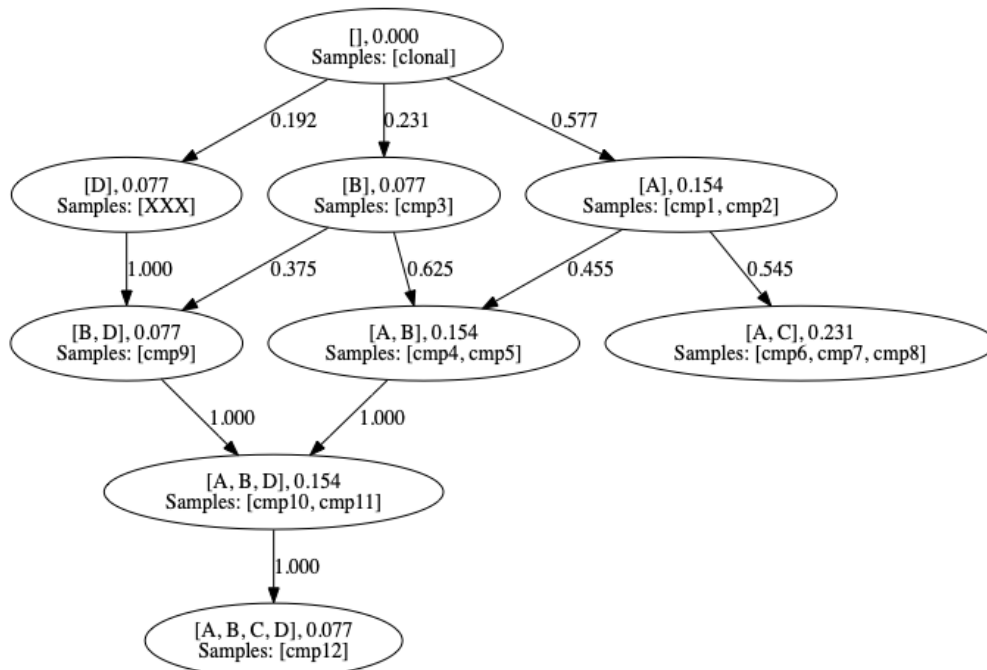 [], 0.000
Samples: [clonal]
0.192
0.231
0.577
[D], 0.077
Samples: [XXX]
[B], 0.077
Samples: [cmp3]
[A], 0.154
Samples: [cmp1, cmp2]
1.000
0.375
0.625
0.455
0.545
[B, D], 0.077
Samples: [cmp9]
[A, B], 0.154
Samples: [cmp4, cmp5]
[A, C], 0.231
Samples: [cmp6, cmp7, cmp8]
1.000
1.000
[A, B, D], 0.154
Samples: [cmp10, cmp11]
1.000
[A, B, C, D], 0.077
Samples: [cmp12]